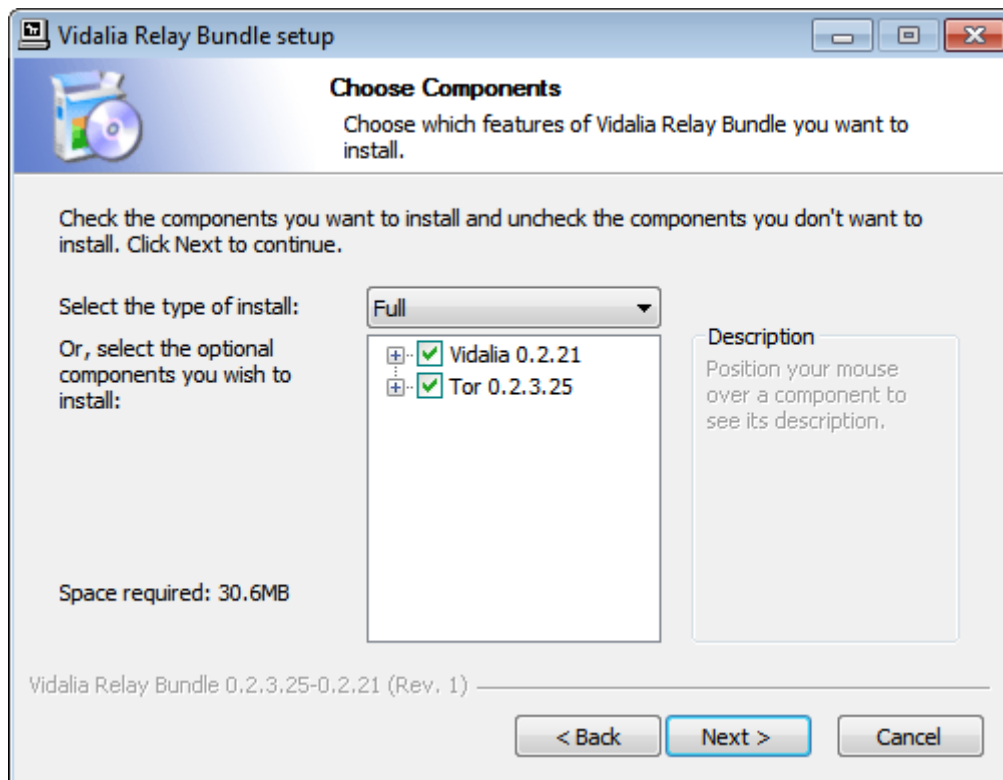 Vidalia Relay Bundle setup
Choose Components
Choose which features of Vidalia Relay Bundle you want to
install.
Check the components you want to install and uncheck the components you don't want to
install. Click Next to continue.
Select the type of install:
Full
Or, select the optional
components you wish to
install:
Vidalia 0.2.21
Tor 0.2.3.25
Description
Position your mouse
over a component to
see its description.
Space required: 30.6MB
Vidalia Relay Bundle 0.2.3.25-0.2.21 (Rev. 1)
< Back
Next >
Cancel